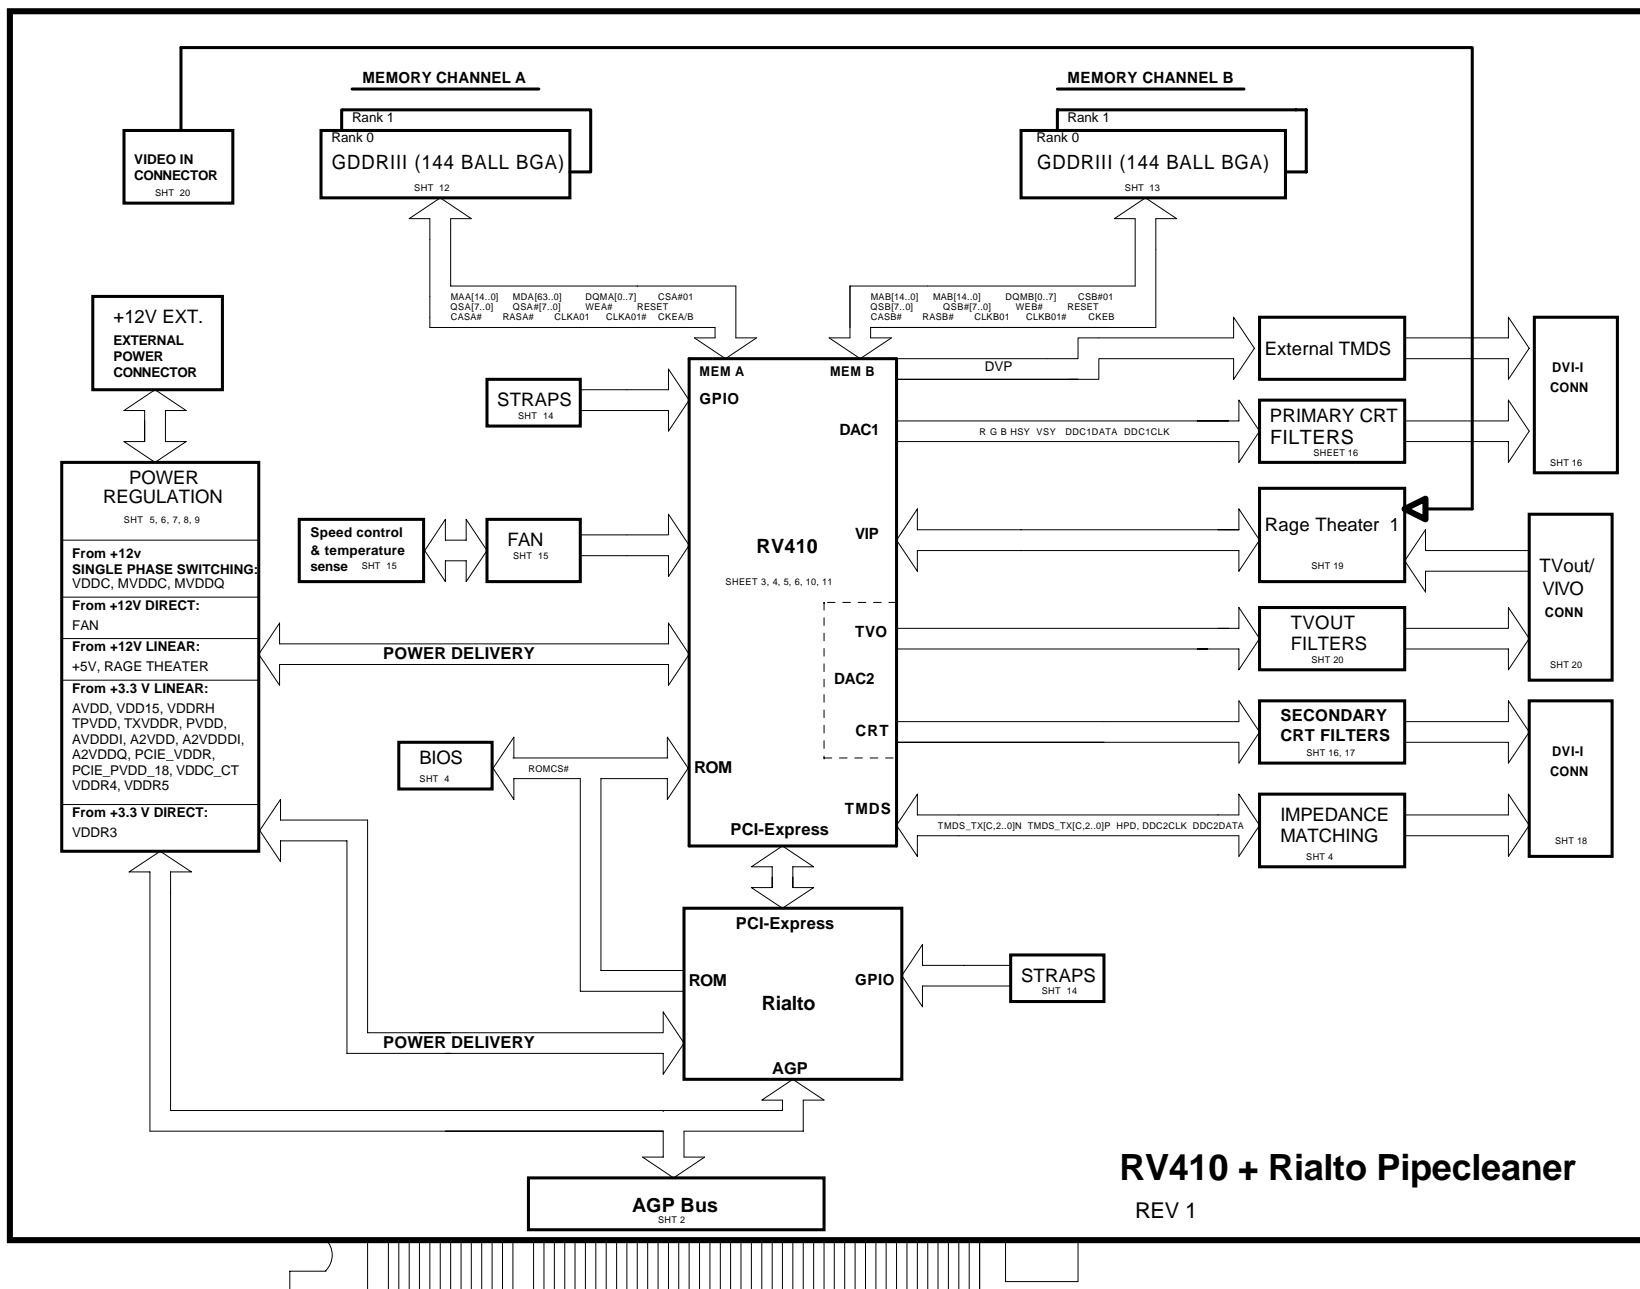 MEMORY CHANNEL A
MEMORY CHANNEL B
Rank 1
Rank 0
GDDRIII (144 BALL BGA)
SHT 12
Rank 1
Rank 0
GDDRIII (144 BALL BGA)
SHT 13
VIDEO IN
CONNECTOR
SHT 20
MAA[14..0] MDA[63..0] DQMA[0..7] CSA#01
QSA[7..0] QSA#[7..0] WEA# RESET
CASA# RASA# CLKA01 CLKA01# CKEA/B
MAB[14..0] MAB[14..0] DQMB[0..7] CSB#01
QSB[7..0] QSB#[7..0] WEB# RESET
CASB# RASB# CLKB01 CLKB01# CKEB
+12V EXT.
EXTERNAL
POWER
CONNECTOR
POWER
REGULATION
SHT 5, 6, 7, 8, 9
From +12v
SINGLE PHASE SWITCHING:
VDDC, MVDDC, MVDDQ
From +12V DIRECT:
FAN
From +12V LINEAR:
+5V, RAGE THEATER
From +3.3 V LINEAR:
AVDD, VDD15, VDDRH
TPVDD, TXVDDR, PVDD,
AVDDDI, A2VDD, A2VDDDI,
A2VDDQ, PCIE_VDDR,
PCIE_PVDD_18, VDDC_CT
VDDR4, VDDR5
From +3.3 V DIRECT:
VDDR3
STRAPS
SHT 14
Speed control
& temperature
sense SHT 15
FAN
SHT 15
POWER DELIVERY
BIOS
SHT 4
ROMCS#
POWER DELIVERY
MEM A
MEM B
GPIO
DAC1
VIP
RV410
SHEET 3, 4, 5, 6, 10, 11
TVO
DAC2
CRT
ROM
TMDS
PCI-Express
DVP
R G B HSY VSY DDC1DATA DDC1CLK
TMDS_TX[C,2..0]N TMDS_TX[C,2..0]P HPD, DDC2CLK DDC2DATA
External TMDS
PRIMARY CRT
FILTERS
SHEET 16
Rage Theater 1
SHT 19
TVOUT
FILTERS
SHT 20
SECONDARY
CRT FILTERS
SHT 16, 17
IMPEDANCE
MATCHING
SHT 4
DVI-I
CONN
SHT 16
TVout/
VIVO
CONN
SHT 20
DVI-I
CONN
SHT 18
PCI-Express
ROM
GPIO
Rialto
AGP
STRAPS
SHT 14
AGP Bus
SHT 2
RV410 + Rialto Pipecleaner
REV 1